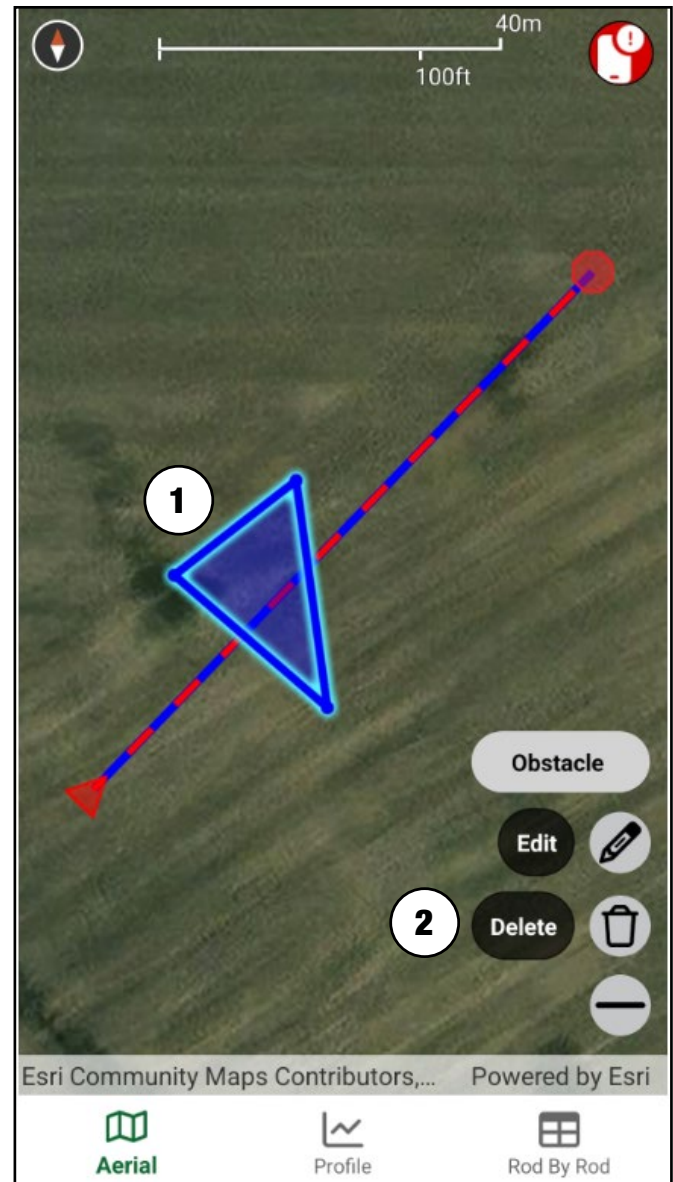 40m
100ft
!
1
Obstacle
Edit
2
Delete
Esri Community Maps Contributors,... Powered by Esri
Aerial
Profile
Rod By Rod